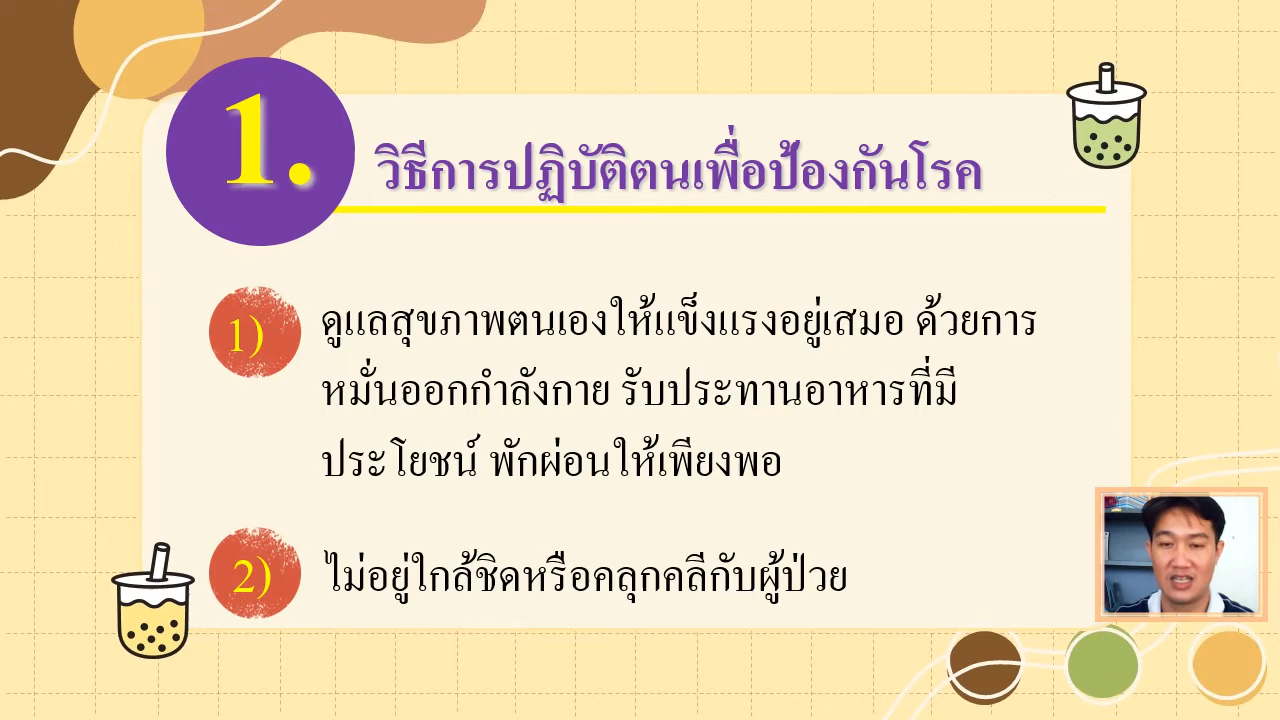 1.
วิธีการปฏิบัติตนเพื่อป้องกันโรค
1)
ดูแลสุขภาพตนเองให้แข็งแรงอยู่เสมอ ด้วยการ
หมั่นออกกำลังกาย รับประทานอาหารที่มี
ประโยชน์ พักผ่อนให้เพียงพอ
2)
ไม่อยู่ใกล้ชิดหรือคลุกคลีกับผู้ป่วย